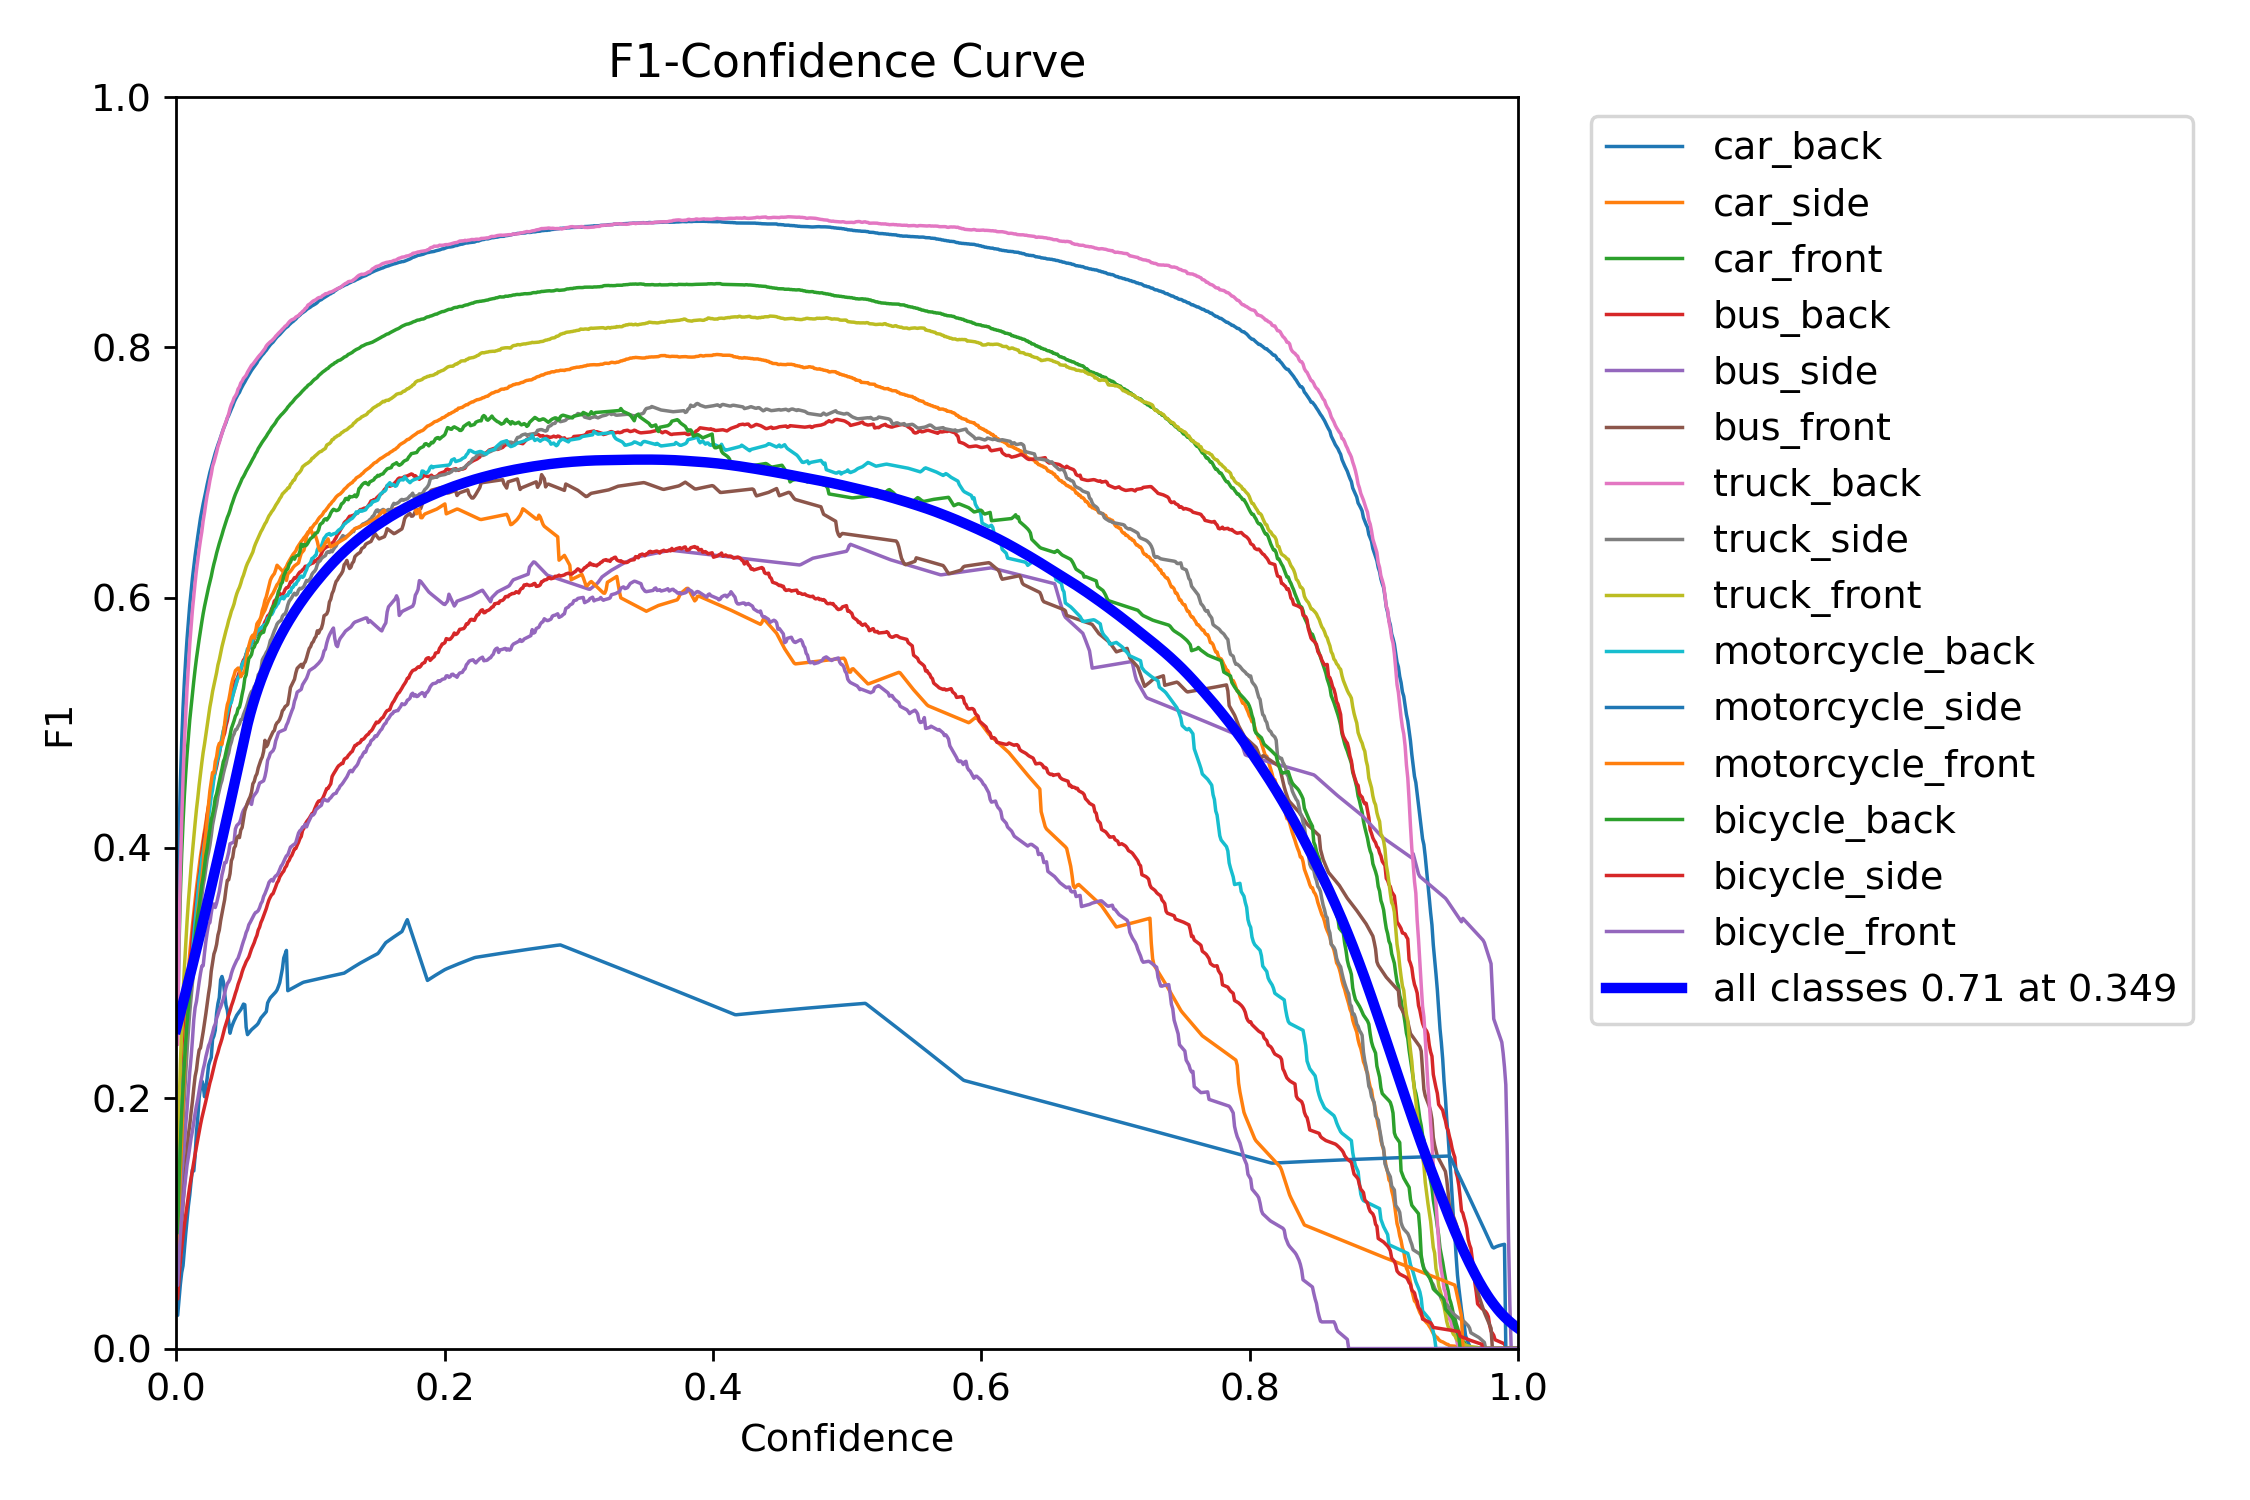 F1-Confidence Curve
1.0
0.8
0.6
0.4
0.2
0.0
F1
0.0 0.2 0.4 0.6 0.8 1.0
Confidence
car_back
car_side
car_front
bus_back
bus_side
bus_front
truck_back
truck_side
truck_front
motorcycle_back
motorcycle_side
motorcycle_front
bicycle_back
bicycle_side
bicycle_front
all classes 0.71 at 0.349